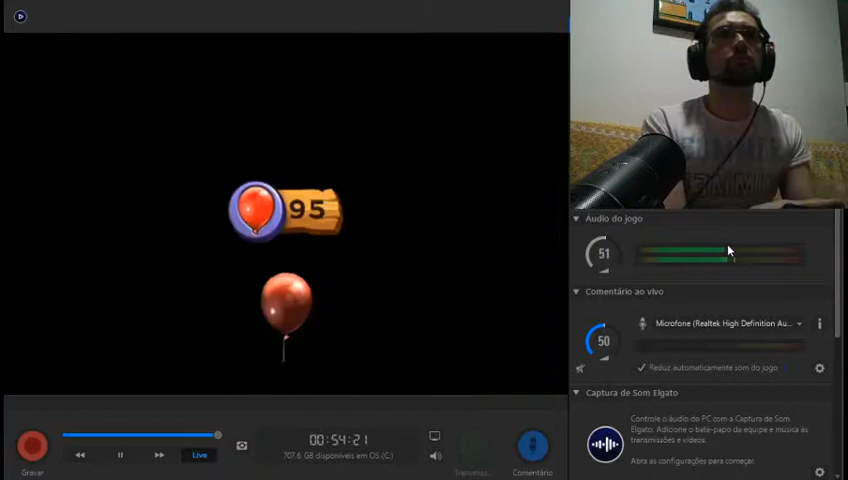 95
Áudio do jogo
51
Comentário ao vivo
Microfone (Realtek High Definition Au...
50
Reduz automaticamente som do jogo
Captura de Som Elgato
Controle o áudio do PC com a Captura de Som
Elgato. Adicione o bate-papo da equipe e música às
transmissões e vídeos.
Abra as configurações para começar.
00:54:21
707.6 GB disponíveis em OS (C:)
Live
Gravar
Transmiss...
Comentário